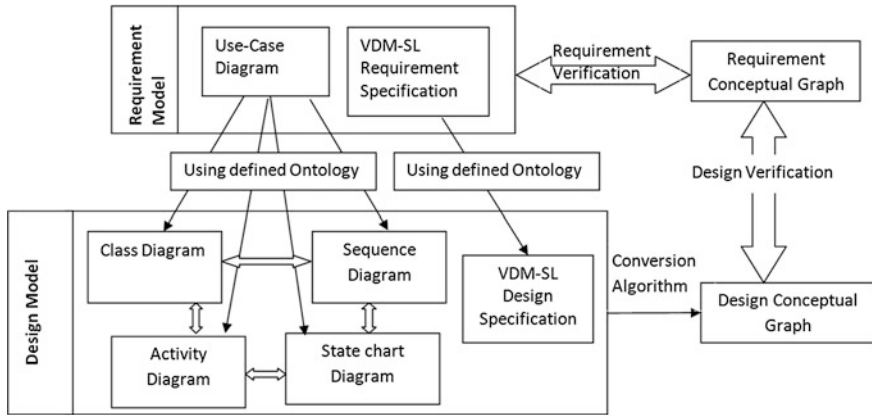 Requirement
Model
Use-Case
Diagram
VDM-SL
Requirement
Specification
Requirement
Verification
Requirement
Conceptual Graph
Using defined Ontology
Using defined Ontology
Design Verification
Design Model
Class Diagram
Sequence
Diagram
VDM-SL
Design
Specification
Conversion
Algorithm
Design Conceptual
Graph
Activity
Diagram
State chart
Diagram